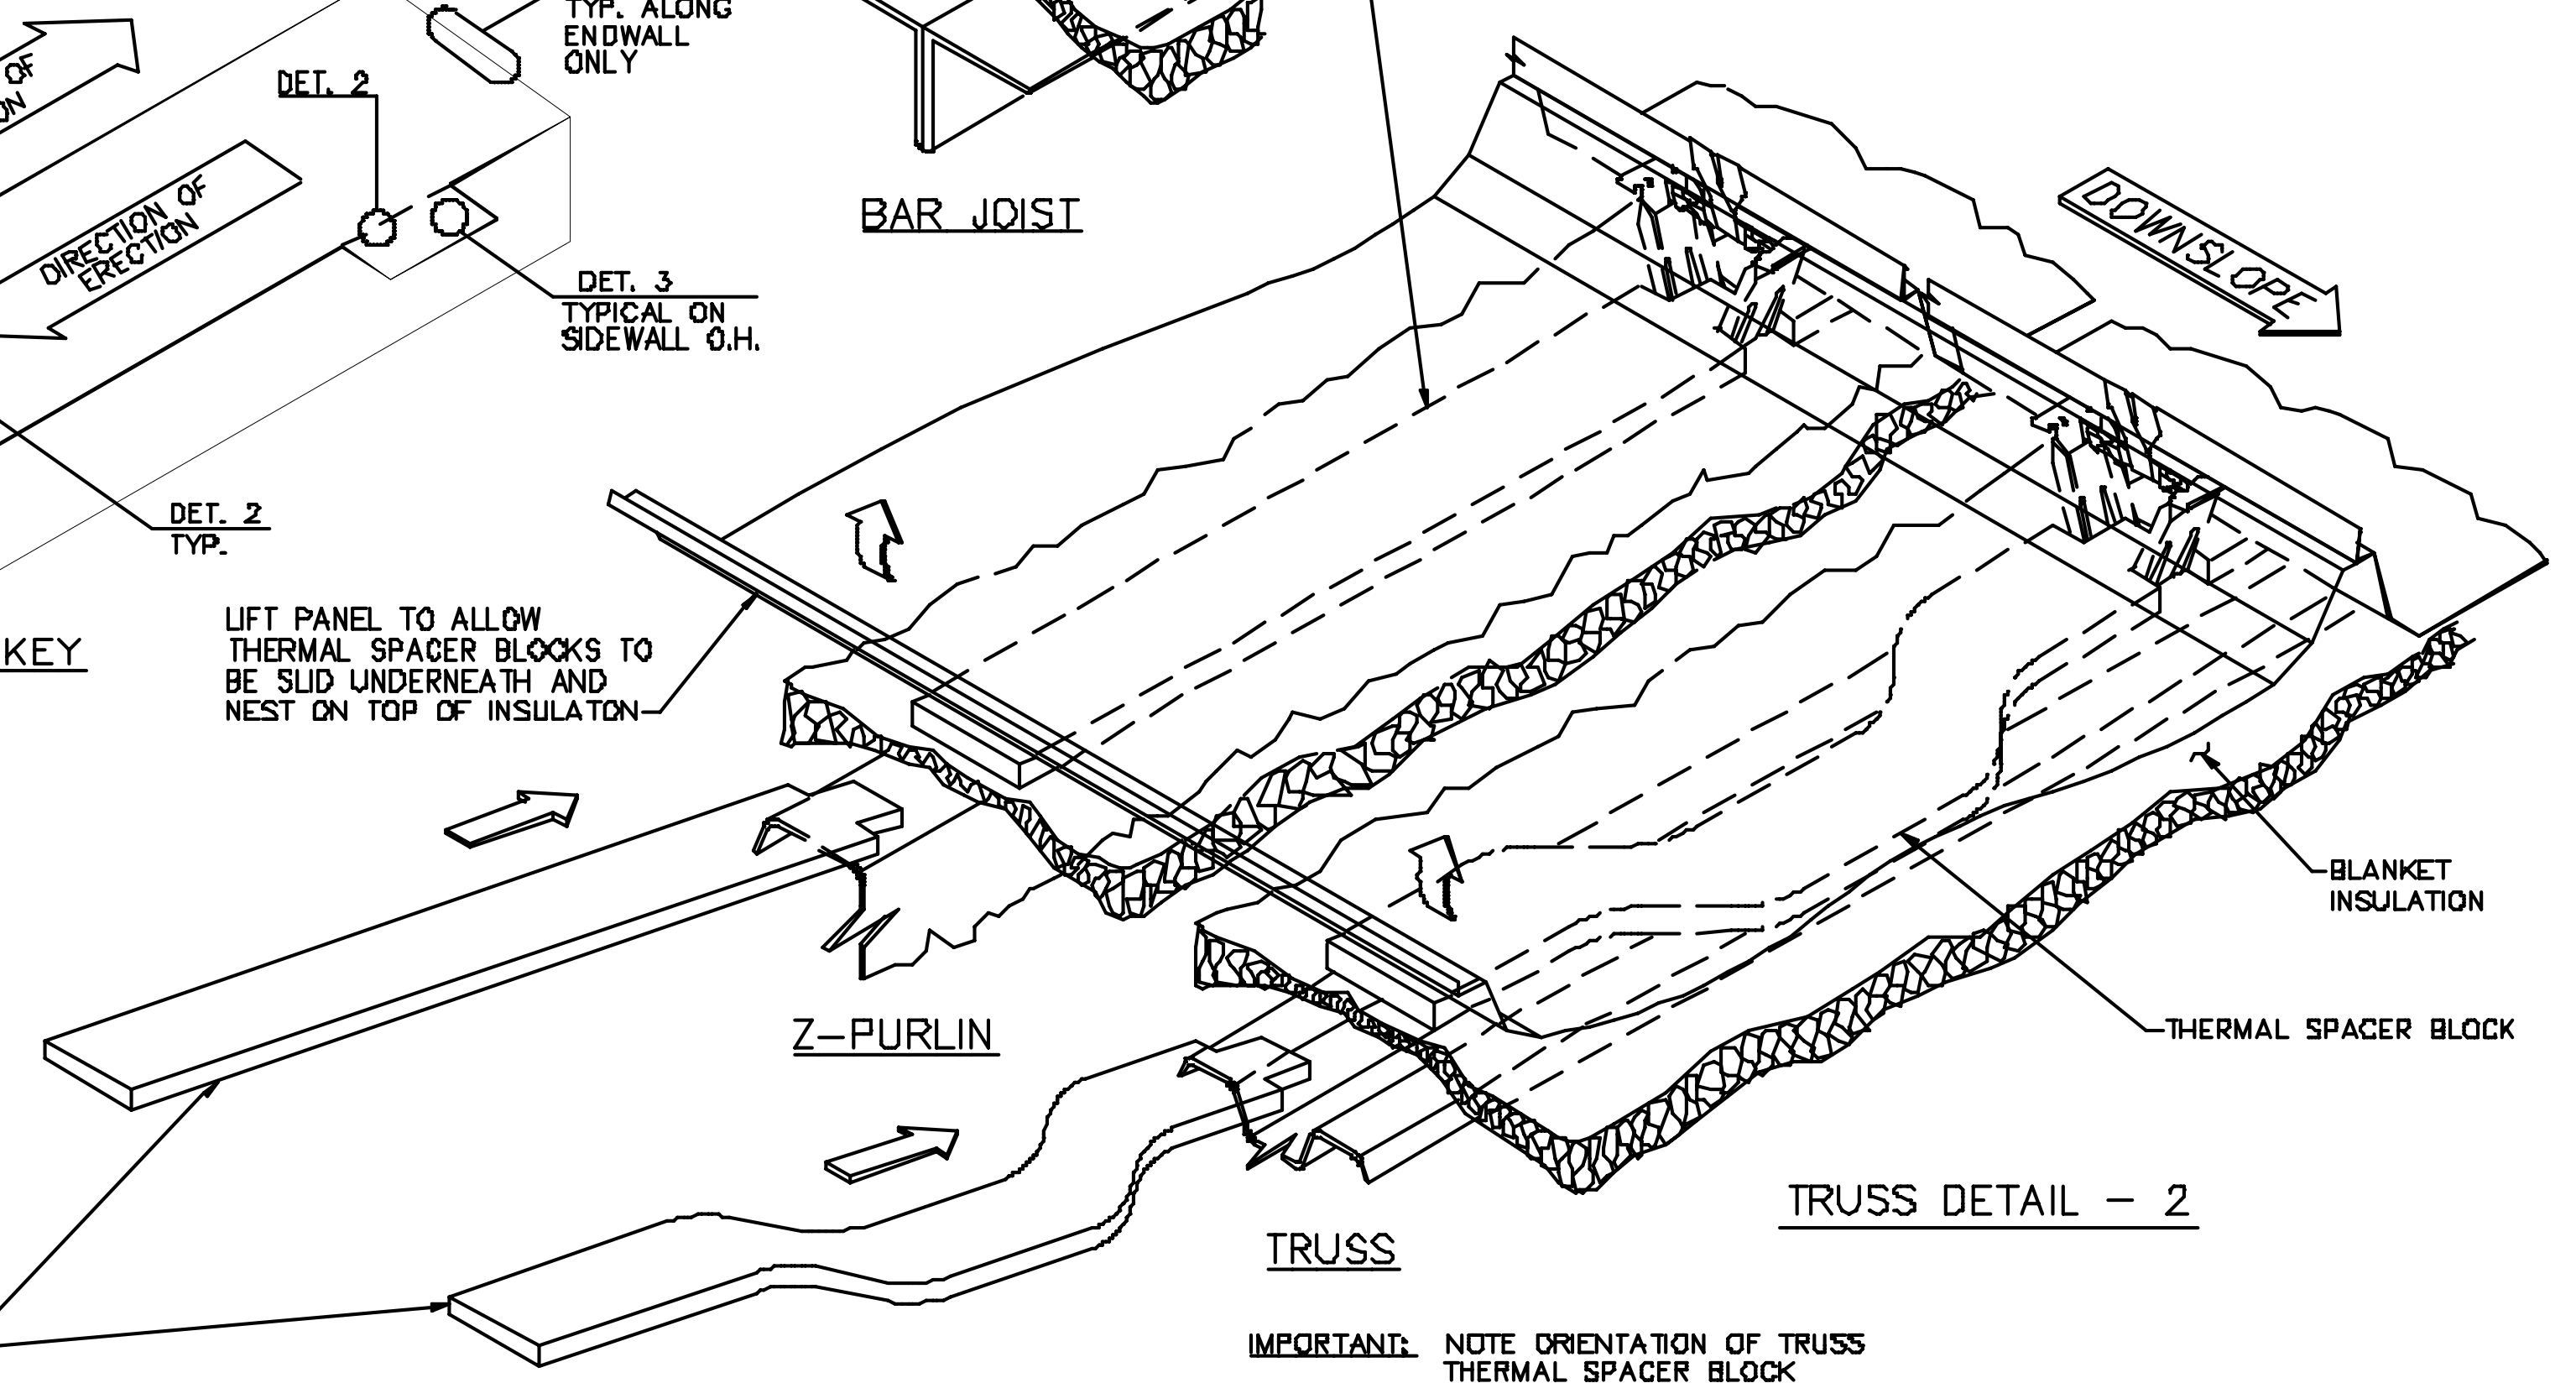 TYP. ALONG
ENDWALL
ONLY
OF
DET. 2
DIRECTION OF
ERECTION
BAR JOIST
DOWNSLOPE
DET. 3
TYPICAL ON
SIDEWALL O.H.
DET. 2
TYP.
KEY
LIFT PANEL TO ALLOW
THERMAL SPACER BLOCKS TO
BE SLID UNDERNEATH AND
NEST ON TOP OF INSULATON
Z-PURLIN
BLANKET
INSULATION
THERMAL SPACER BLOCK
TRUSS DETAIL - 2
TRUSS
IMPORTANT: NOTE ORIENTATION OF TRUSS
THERMAL SPACER BLOCK